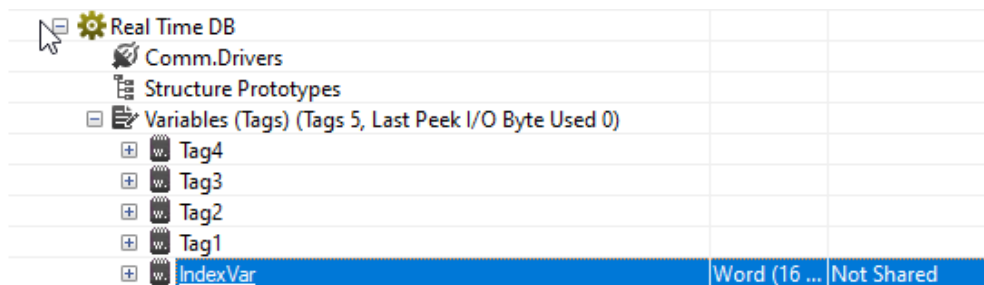 Real Time DB
Comm.Drivers
Structure Prototypes
Variables (Tags) (Tags 5, Last Peek I/O Byte Used 0)
w. Tag4
w. Tag3
w. Tag2
w. Tag1
w. IndexVar Word (16 ... Not Shared